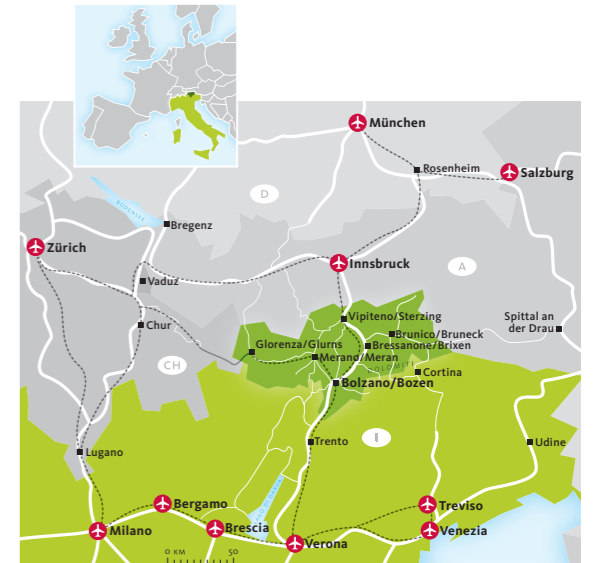 München
Rosenheim
Salzburg
D
BODENSEE
Bregenz
Zürich
Innsbruck
A
Vaduz
Vipiteno/Sterzing
Spittal an
der Drau
Chur
Brunico/Bruneck
Glorenza/Glurns
Bressanone/Brixen
Merano/Meran
DOLOMITI
CH
Cortina
Bolzano/Bozen
Lugano
Trento
I
Udine
LAGO DI GARDA
Bergamo
Treviso
Milano
Brescia
Venezia
Verona
0 KM 50